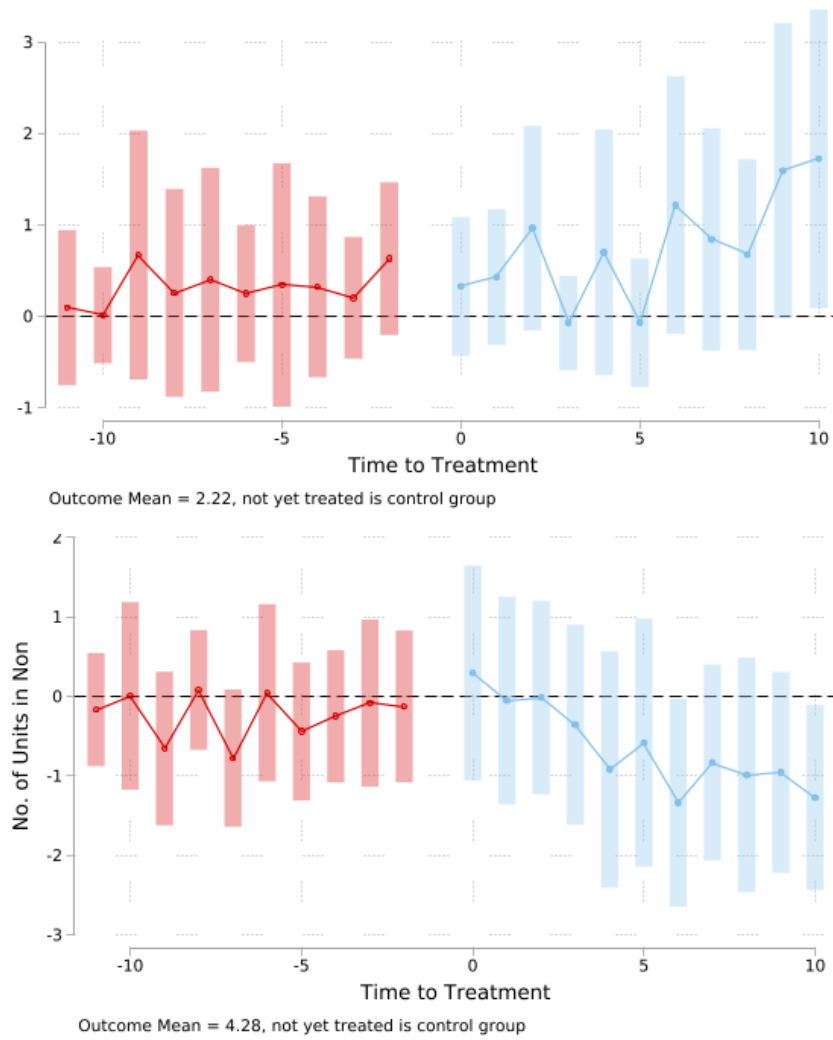 3
2
1
0
-1
-10 -5 0 5 10
Time to Treatment
Outcome Mean = 2.22, not yet treated is control group
2
1
0
-1
-2
-3
No. of Units in Non
-10 -5 0 5 10
Time to Treatment
Outcome Mean = 4.28, not yet treated is control group